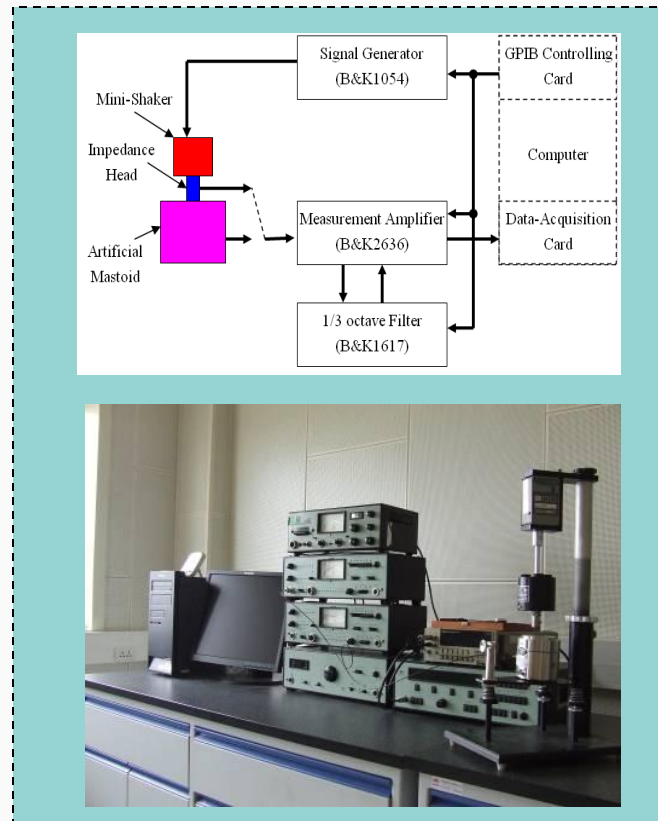 Signal Generator
(B&K1054)
GPIB Controlling
Card
Mini-Shaker
Impedance
Head
Computer
Artificial
Mastoid
Measurement Amplifier
(B&K2636)
Data-Acquisition
Card
1/3 octave Filter
(B&K1617)